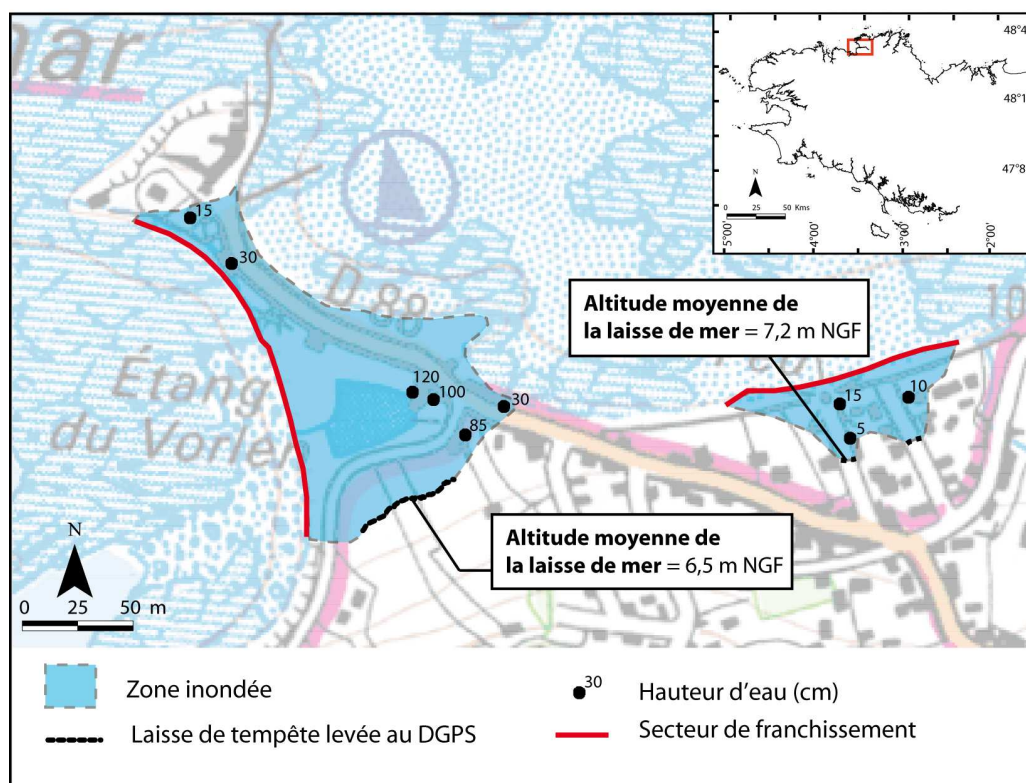 nar
48°4
48°1
47°8
N
0 25 50 Kms
5°00'
4°00'
3°00'
2°00'
15
30
D 8B
Altitude moyenne de
la laisse de mer = 7,2 m NGF
10
Étang
du Vorlen
120
100
30
85
15
10
5
Altitude moyenne de
la laisse de mer = 6,5 m NGF
N
0 25 50 m
Zone inondée
30
Hauteur d'eau (cm)
Laisse de tempête levée au DGPS
Secteur de franchissement